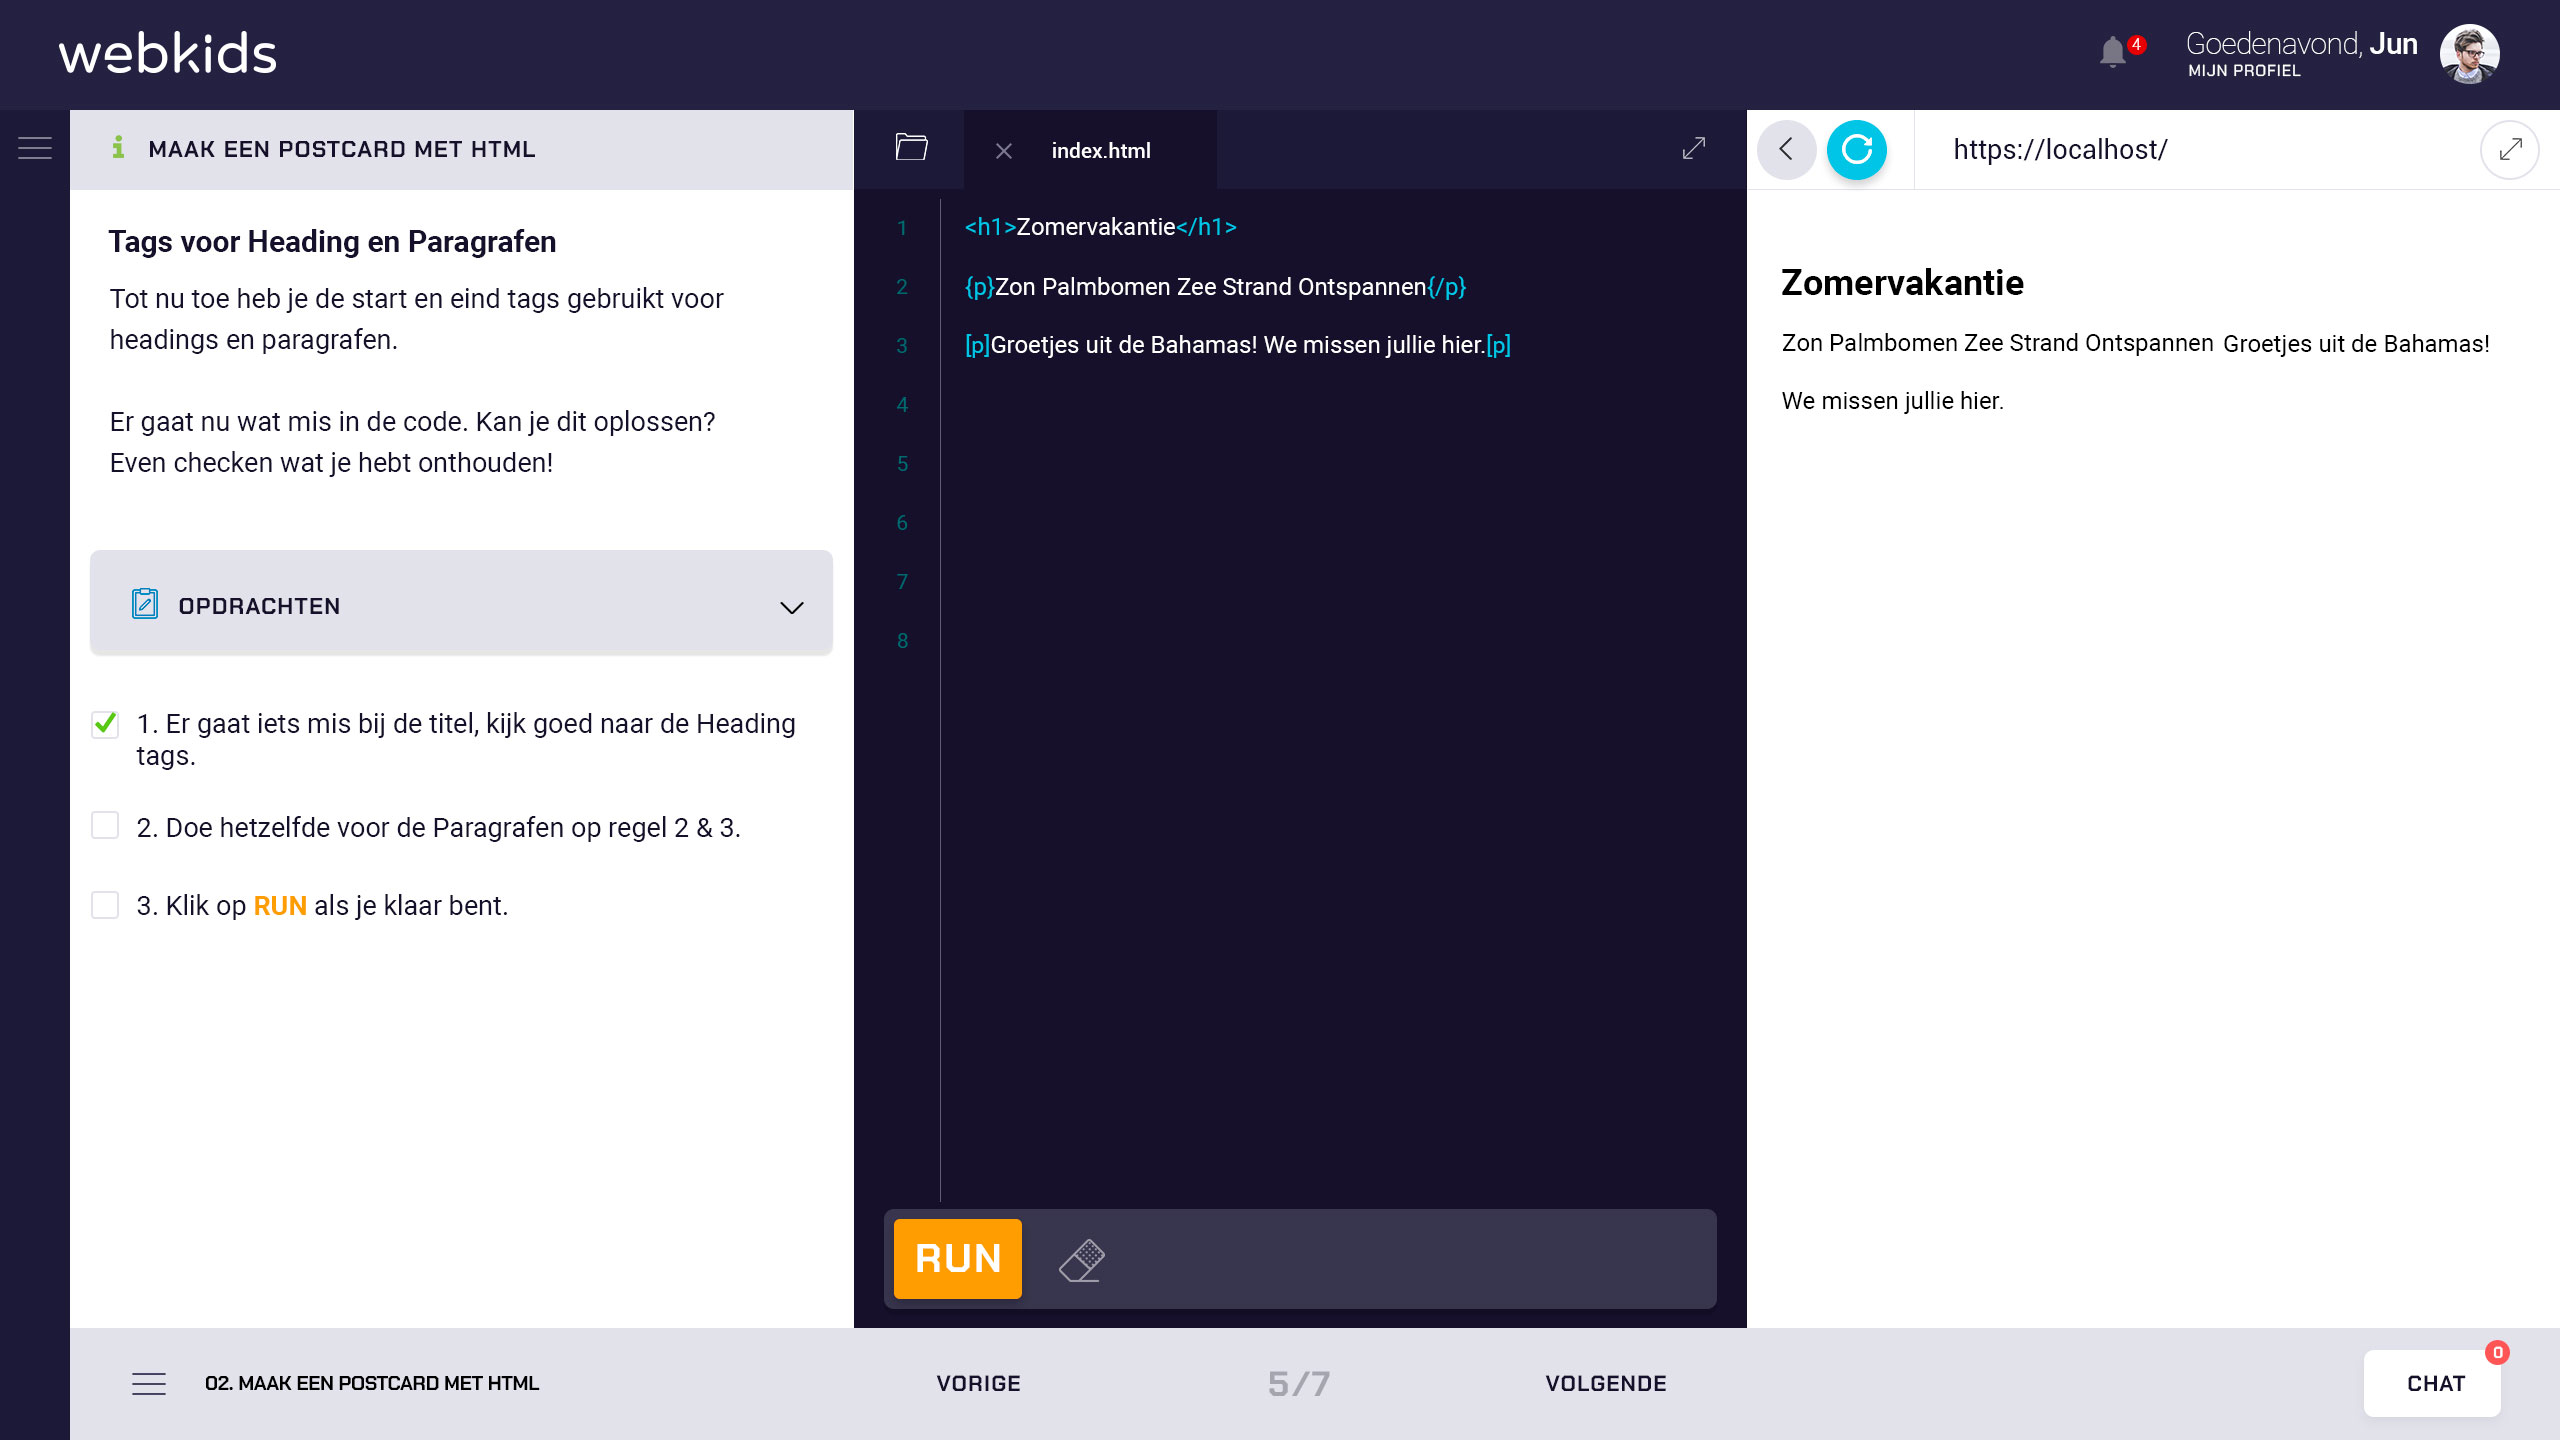 webkids
4
Goedenavond, Jun
MIJN PROFIEL
MAAK EEN POSTCARD MET HTML
Tags voor Heading en Paragrafen
Tot nu toe heb je de start en eind tags gebruikt voor
headings en paragrafen.
Er gaat nu wat mis in de code. Kan je dit oplossen?
Even checken wat je hebt onthouden!
OPDRACHTEN
1. Er gaat iets mis bij de titel, kijk goed naar de Heading
tags.
2. Doe hetzelfde voor de Paragrafen op regel 2 & 3.
3. Klik op RUN als je klaar bent.
index.html
1 <h1>Zomervakantie</h1>
2 {p}Zon Palmbomen Zee Strand Ontspannen{/p}
3 [p]Groetjes uit de Bahamas! We missen jullie hier.[p]
4
5
6
7
8
RUN
https://localhost/
Zomervakantie
Zon Palmbomen Zee Strand Ontspannen Groetjes uit de Bahamas!
We missen jullie hier.
02. MAAK EEN POSTCARD MET HTML
VORIGE
5/7
VOLGENDE
CHAT
0